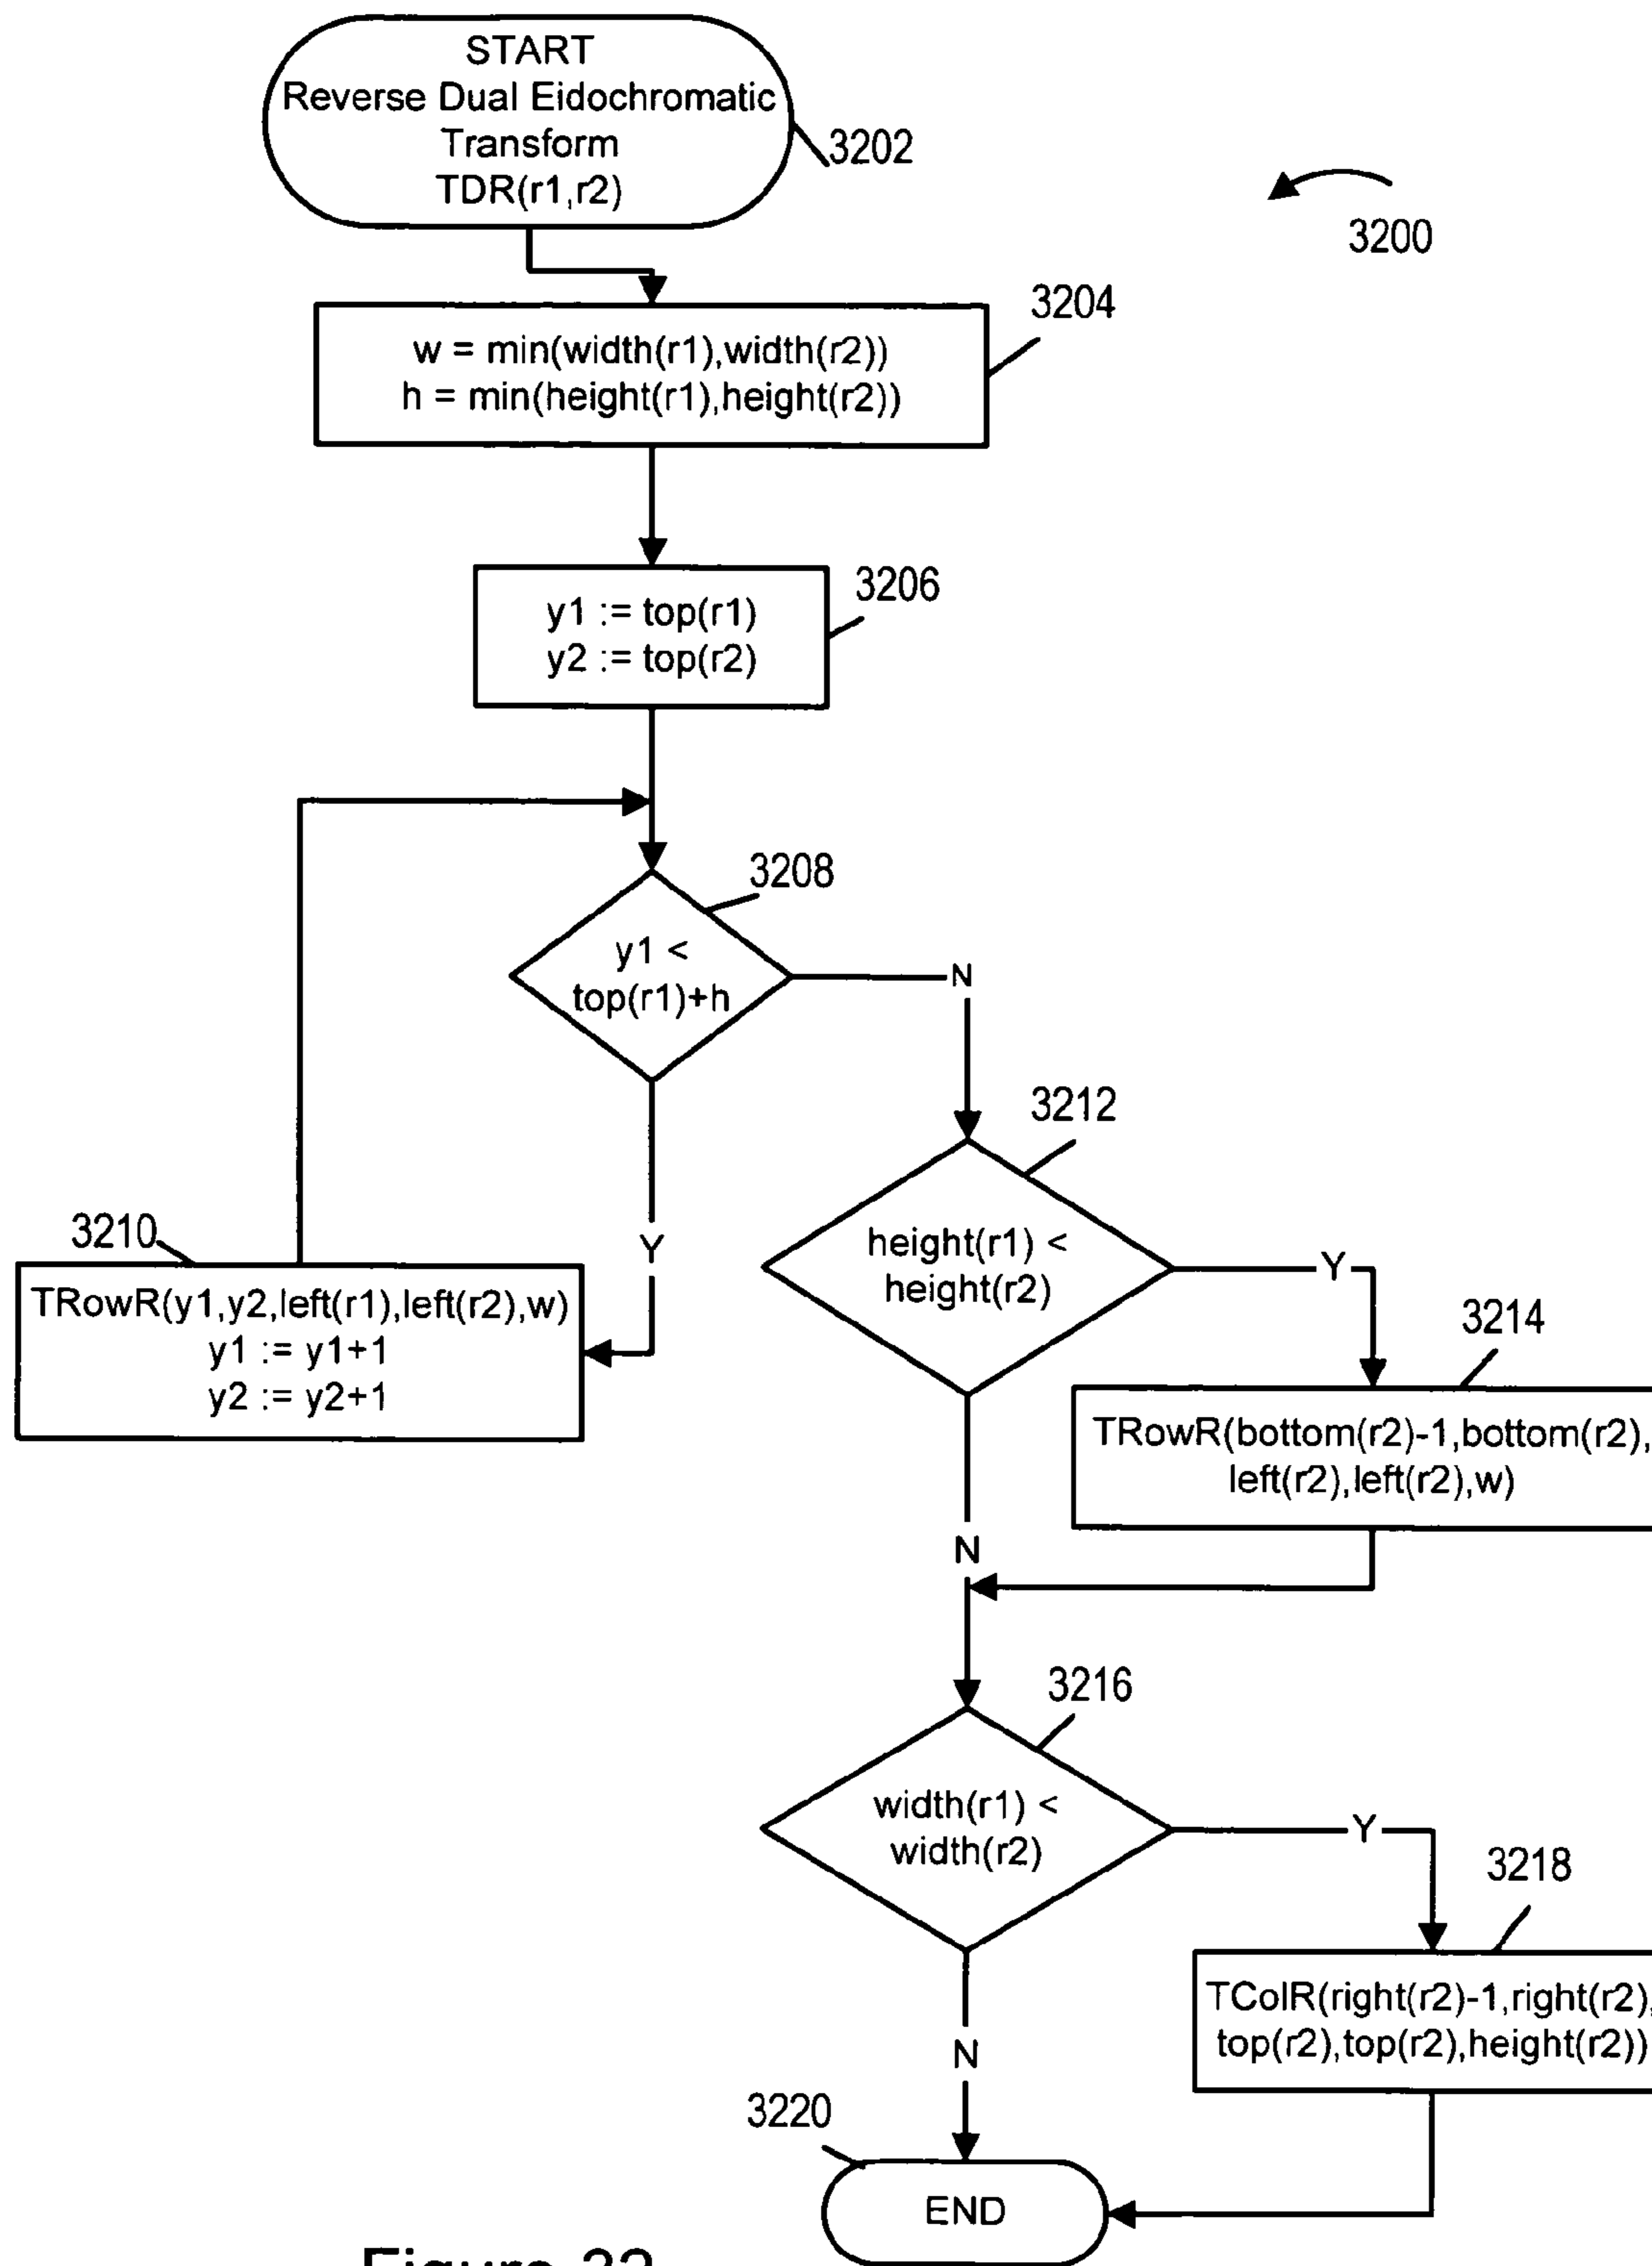 START
Reverse Dual Eidochromatic
Transform
TDR(r1,r2)
3202
3200
3204
w = min(width(r1),width(r2))
h = min(height(r1),height(r2))
3206
y1 := top(r1)
y2 := top(r2)
3208
y1 <
top(r1)+h
N
3212
Y
3210
height(r1) <
height(r2)
Y
TRowR(y1,y2,left(r1),left(r2),w)
y1 := y1+1
y2 := y2+1
3214
TRowR(bottom(r2)-1,bottom(r2),
left(r2),left(r2),w)
N
3216
width(r1) <
width(r2)
Y
3218
TColR(right(r2)-1,right(r2),
top(r2),top(r2),height(r2))
N
3220
END
Figure 32